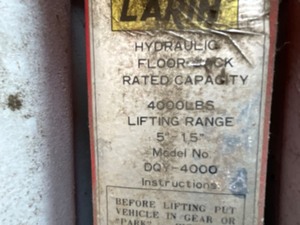 LARIN
HYDRAULIC
FLOOR JACK
RATED CAPACITY
4000LBS
LIFTING RANGE
5"-15"
Model No.
DQY-4000
Instructions
BEFORE LIFTING PUT
VEHICLE IN GEAR OR
"PARK"